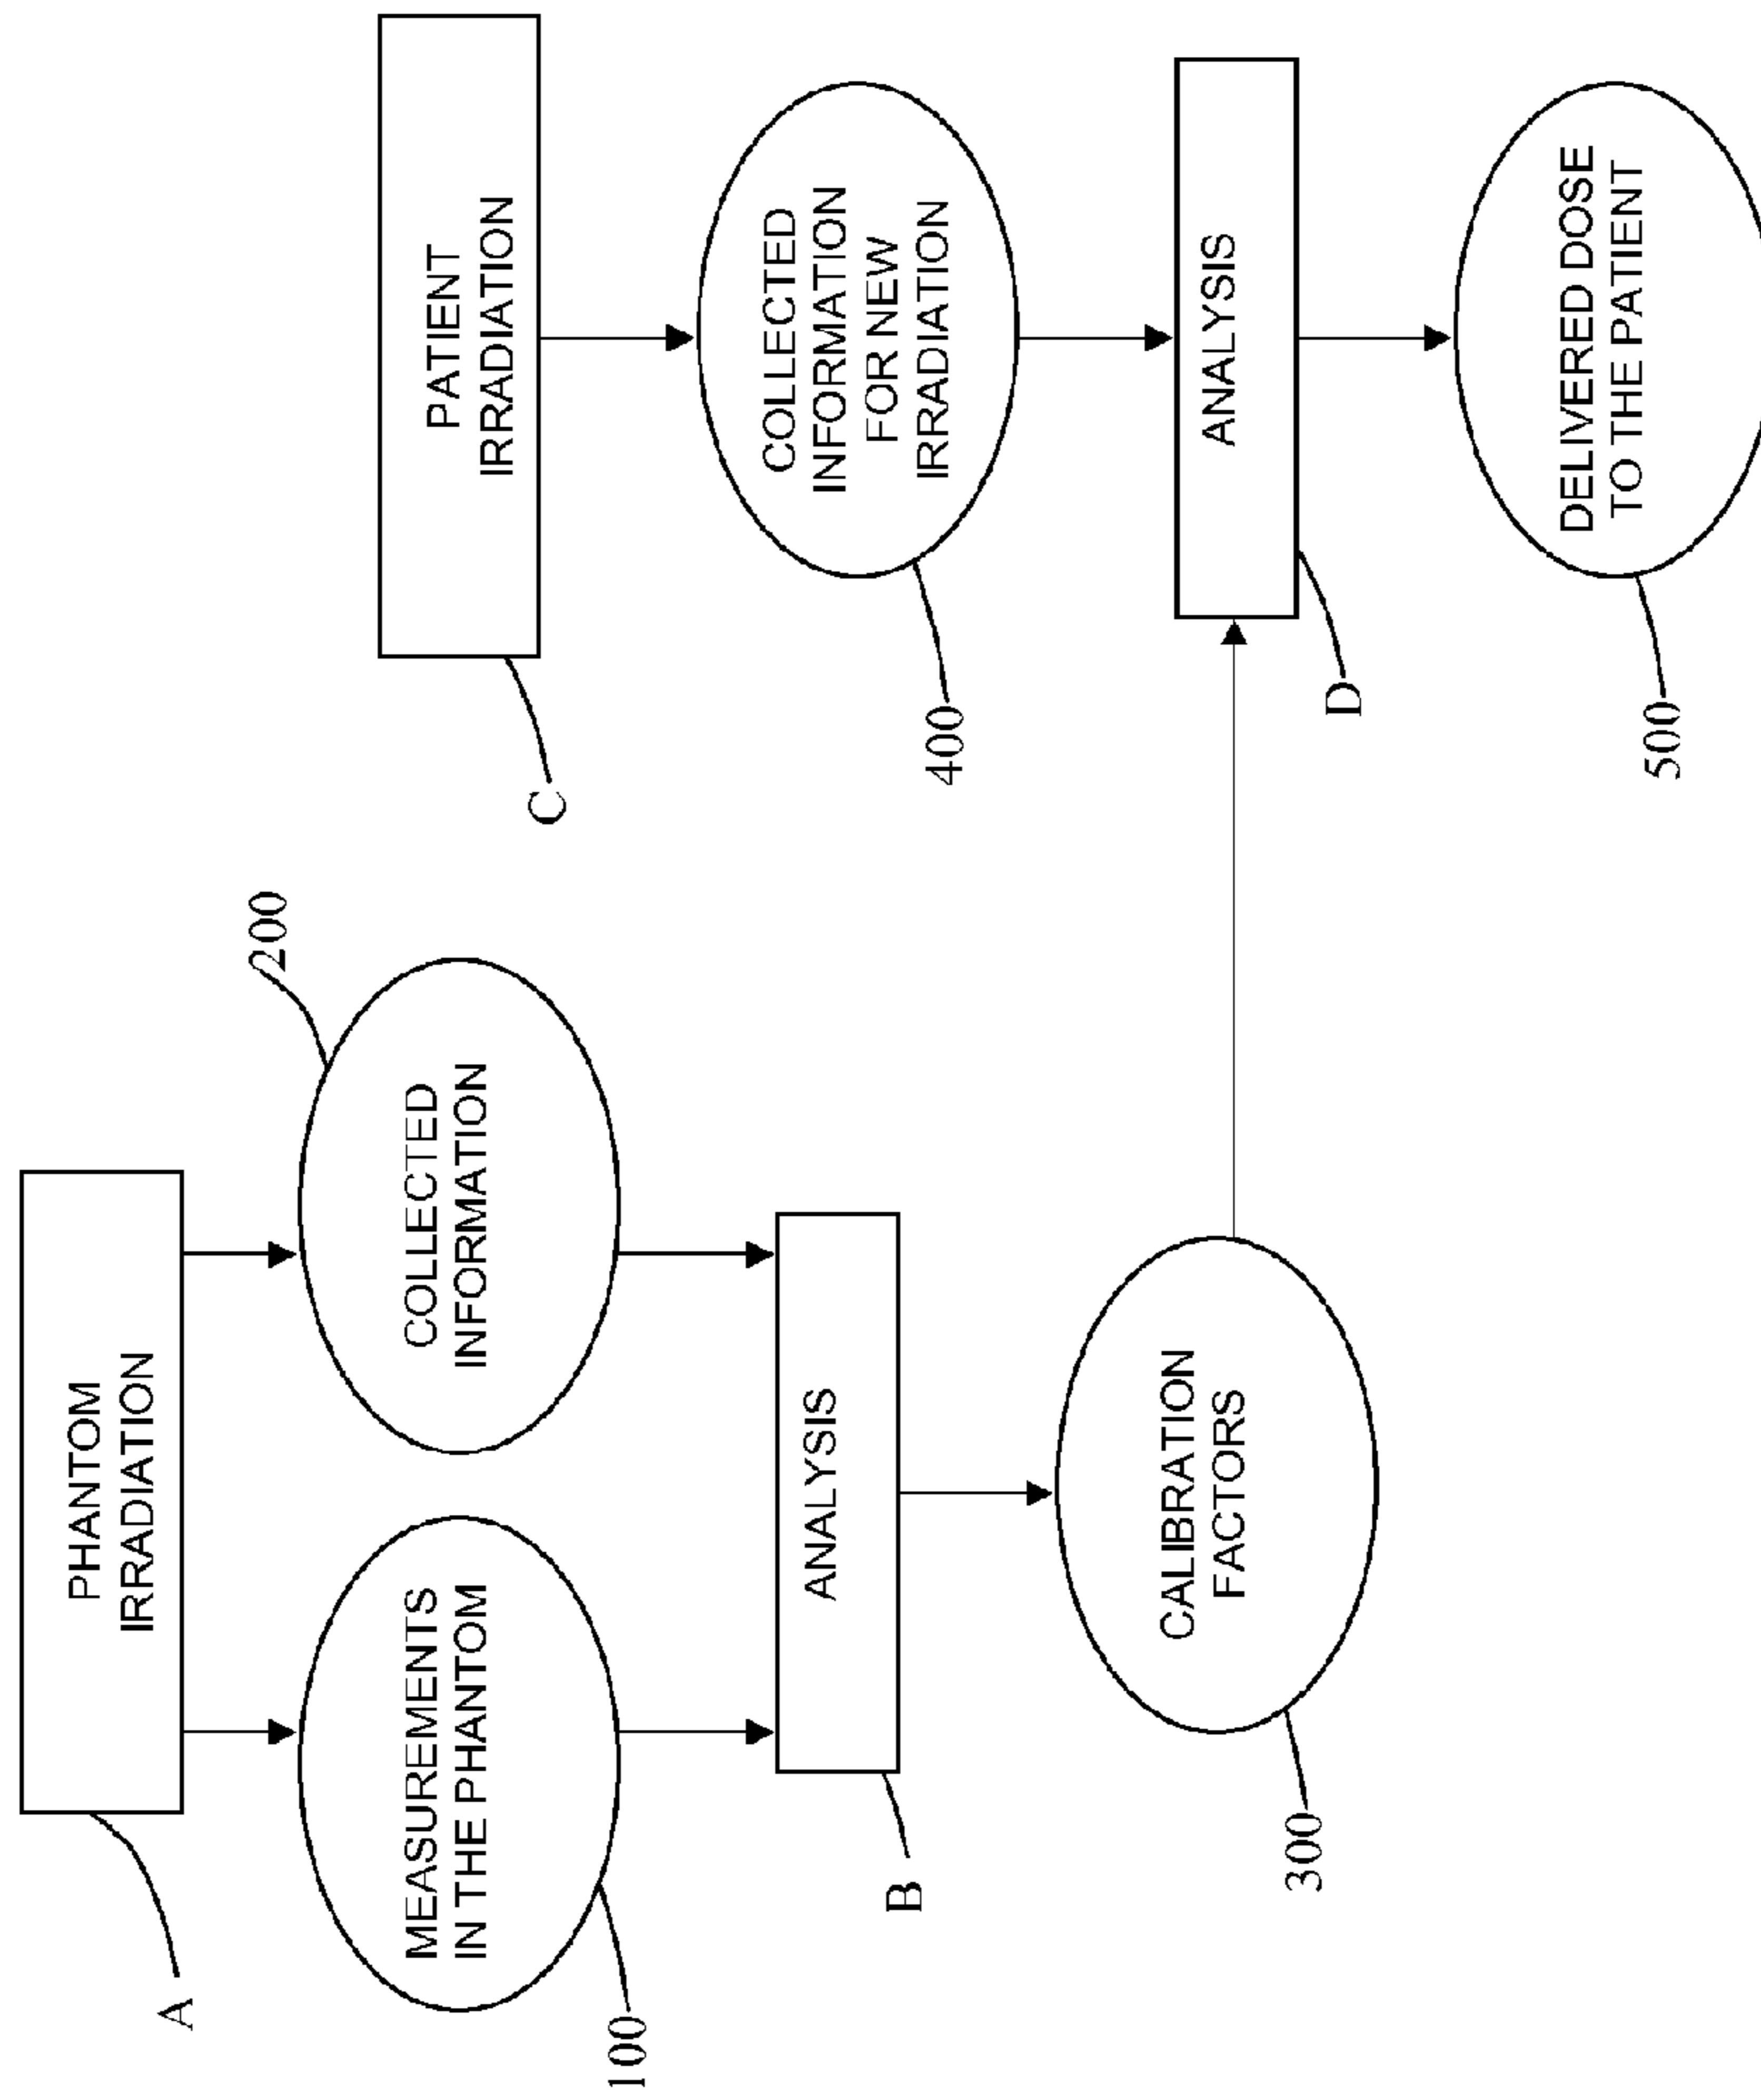 PHANTOM
IRRADIATION
A
MEASUREMENTS
IN THE PHANTOM
100
COLLECTED
INFORMATION
200
ANALYSIS
B
CALIBRATION
FACTORS
300
PATIENT
IRRADIATION
C
COLLECTED
INFORMATION
FOR NEW
IRRADIATION
400
ANALYSIS
D
DELIVERED DOSE
TO THE PATIENT
500